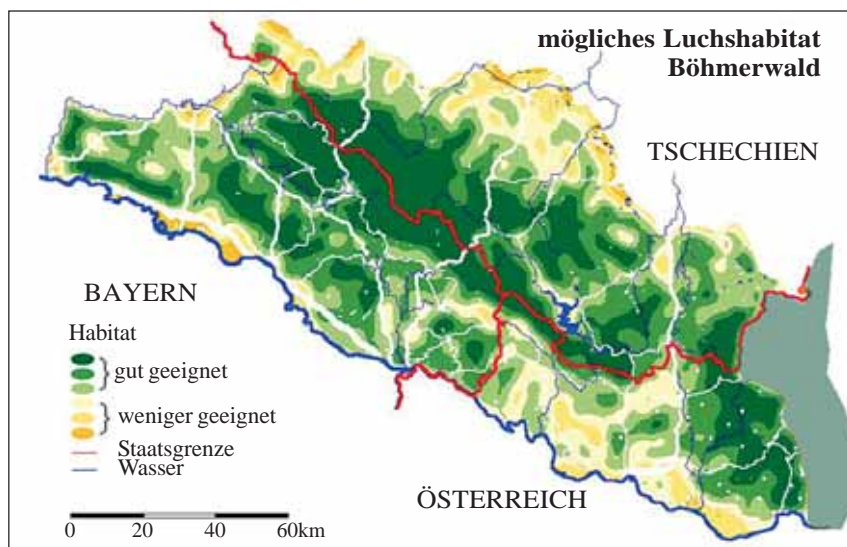 mögliches Luchshabitat
Böhmerwald
TSCHECHIEN
BAYERN
Habitat
gut geeignet
weniger geeignet
Staatsgrenze
Wasser
ÖSTERREICH
0 20 40 60km